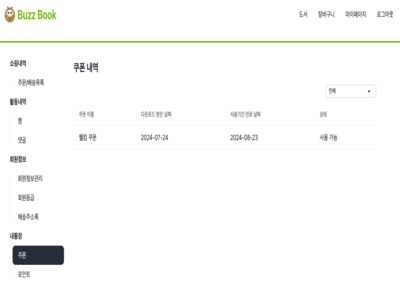 Buzz Book
도서 장바구니 마이페이지 로그아웃
쇼핑내역
주문/배송목록
활동내역
찜
댓글
회원정보
회원정보관리
회원등급
배송주소록
내통장
쿠폰
포인트
쿠폰 내역
전체
쿠폰 이름 다운로드 받은 날짜 사용기간 만료 날짜 상태
웰컴 쿠폰 2024-07-24 2024-08-23 사용 가능